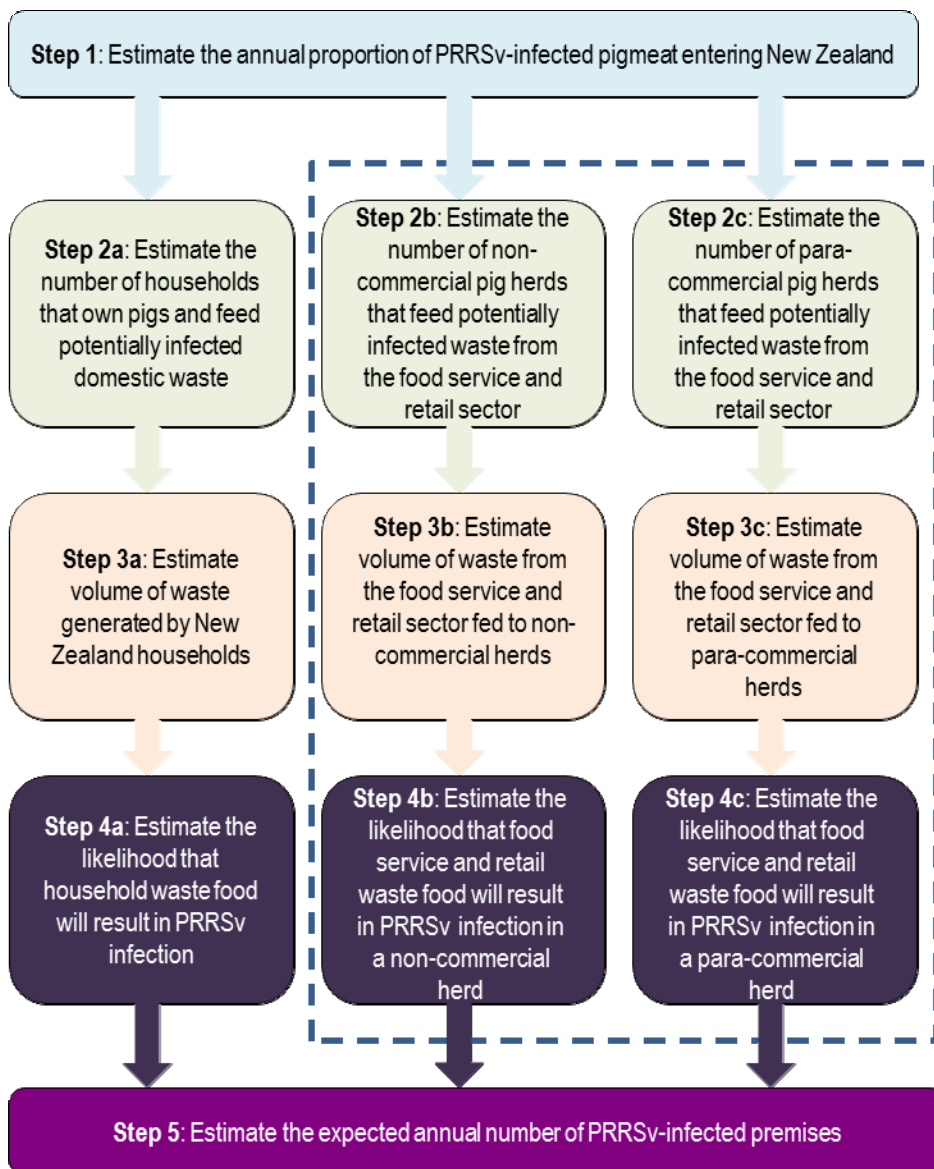 Step 1: Estimate the annual proportion of PRRSv-infected pigmeat entering New Zealand
Step 2a: Estimate the
number of households
that own pigs and feed
potentially infected
domestic waste
Step 2b: Estimate the
number of non-
commercial pig herds
that feed potentially
infected waste from
the food service and
retail sector
Step 2c: Estimate the
number of para-
commercial pig herds
that feed potentially
infected waste from
the food service and
retail sector
Step 3a: Estimate
volume of waste
generated by New
Zealand households
Step 3b: Estimate
volume of waste from
the food service and
retail sector fed to non-
commercial herds
Step 3c: Estimate
volume of waste from
the food service and
retail sector fed to
para-commercial
herds
Step 4a: Estimate the
likelihood that
household waste food
will result in PRRSv
infection
Step 4b: Estimate the
likelihood that food
service and retail
waste food will result
in PRRSv infection in
a non-commercial
herd
Step 4c: Estimate the
likelihood that food
service and retail
waste food will result
in PRRSv infection in
a para-commercial
herd
Step 5: Estimate the expected annual number of PRRSv-infected premises